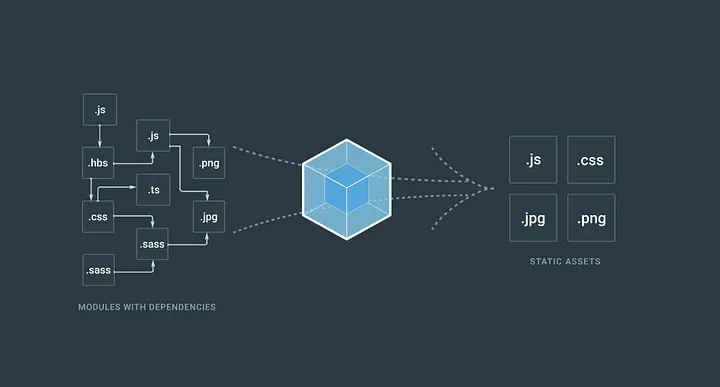 .js
.js
.hbs
.png
.ts
.css
.jpg
.sass
.sass
MODULES WITH DEPENDENCIES
.js
.css
.jpg
.png
STATIC ASSETS